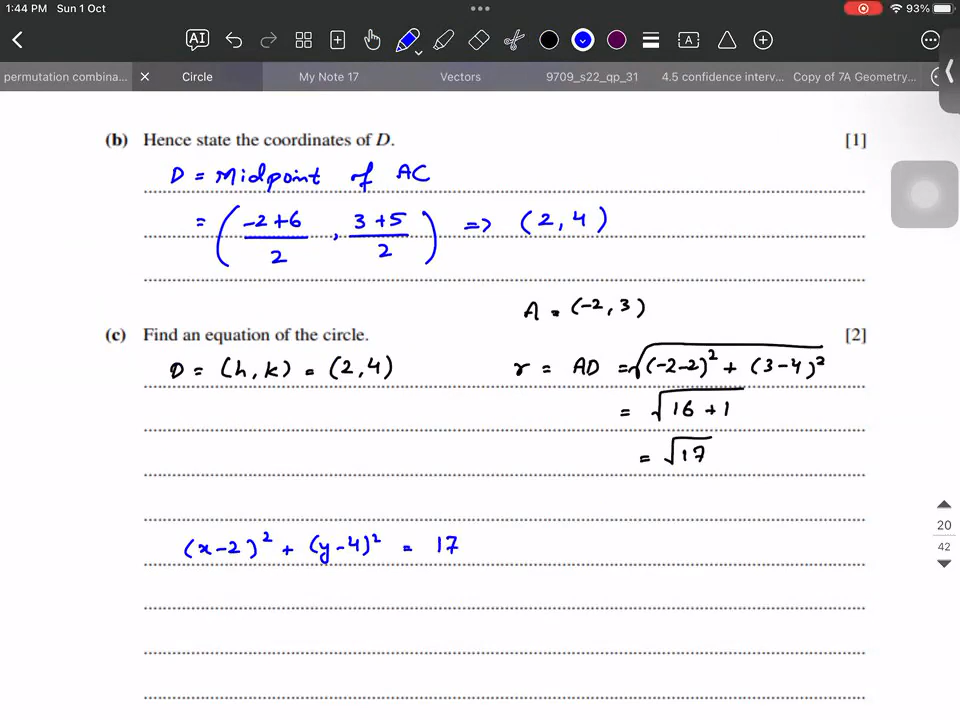 1:44 PM Sun 1 Oct 93%
AI A
permutation combina... Circle My Note 17 Vectors 9709_s22_qp_31 4.5 confidence interv... Copy of 7A Geometry...
(b) Hence state the coordinates of D. [1]
D = Midpoint of AC
= ( (-2+6)/2 , (3+5)/2 ) => (2,4)
A = (-2,3)
(c) Find an equation of the circle. [2]
D = (h,k) = (2,4) r = AD = √((-2-2)² + (3-4)²)
= √(16+1)
= √17
20
(x-2)² + (y-4)² = 17
42